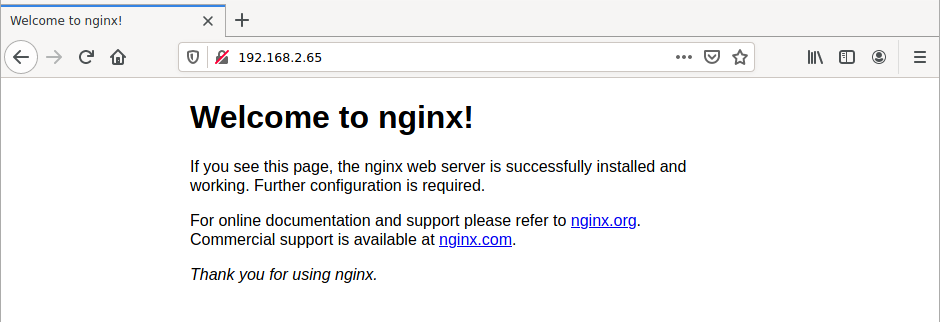 Welcome to nginx!
192.168.2.65
Welcome to nginx!
If you see this page, the nginx web server is successfully installed and
working. Further configuration is required.
For online documentation and support please refer to nginx.org.
Commercial support is available at nginx.com.
Thank you for using nginx.